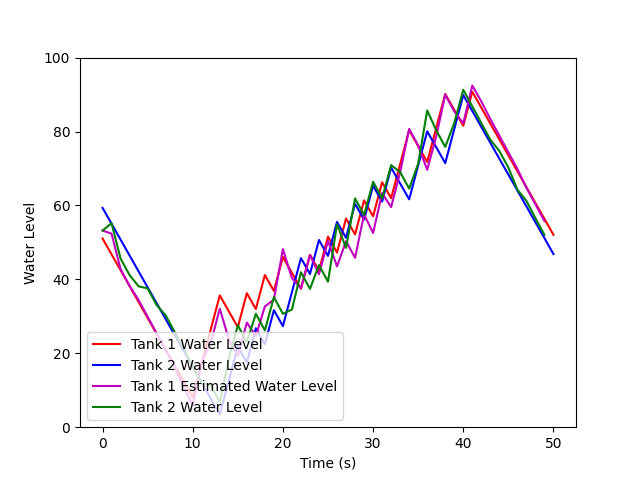 100
80
60
40
20
0
Water Level
Tank 1 Water Level
Tank 2 Water Level
Tank 1 Estimated Water Level
Tank 2 Water Level
0 10 20 30 40 50
Time (s)